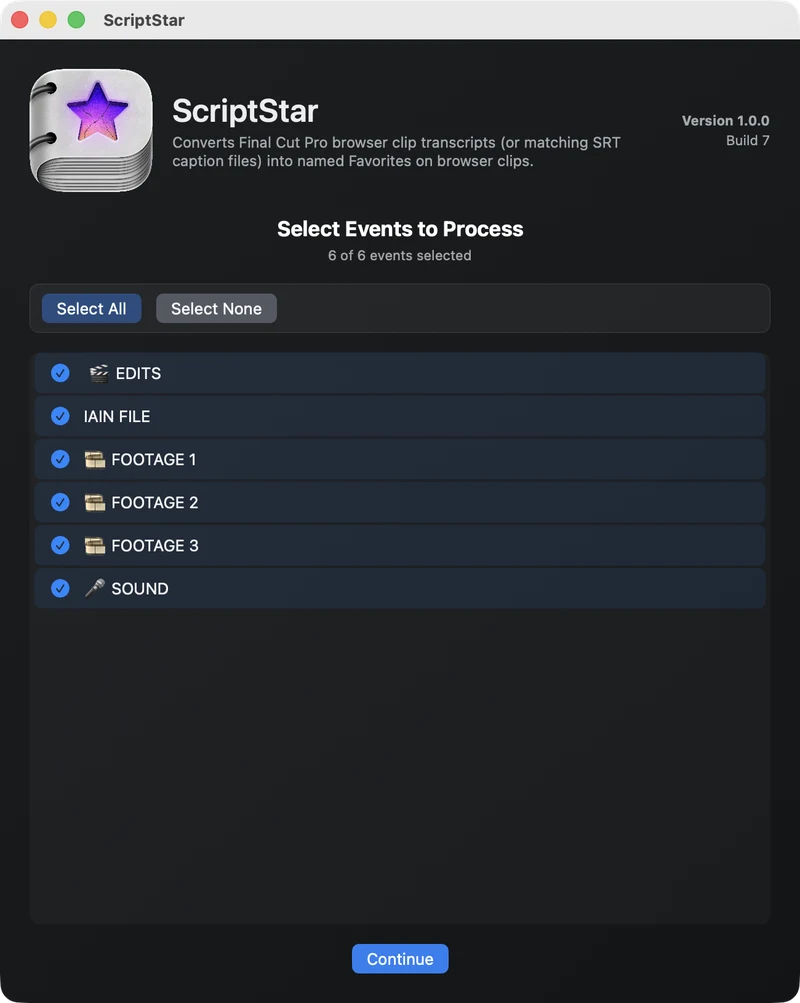 ScriptStar
ScriptStar
Converts Final Cut Pro browser clip transcripts (or matching SRT
caption files) into named Favorites on browser clips.
Version 1.0.0
Build 7
Select Events to Process
6 of 6 events selected
Select All
Select None
EDITS
IAIN FILE
FOOTAGE 1
FOOTAGE 2
FOOTAGE 3
SOUND
Continue